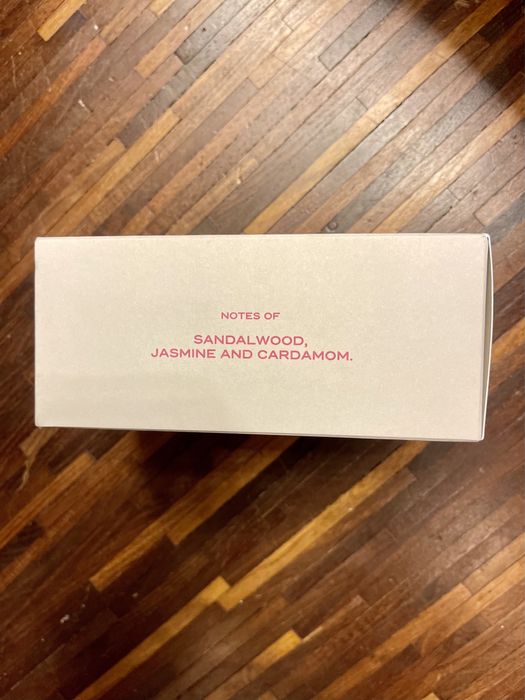 NOTES OF
SANDALWOOD,
JASMINE AND CARDAMOM.